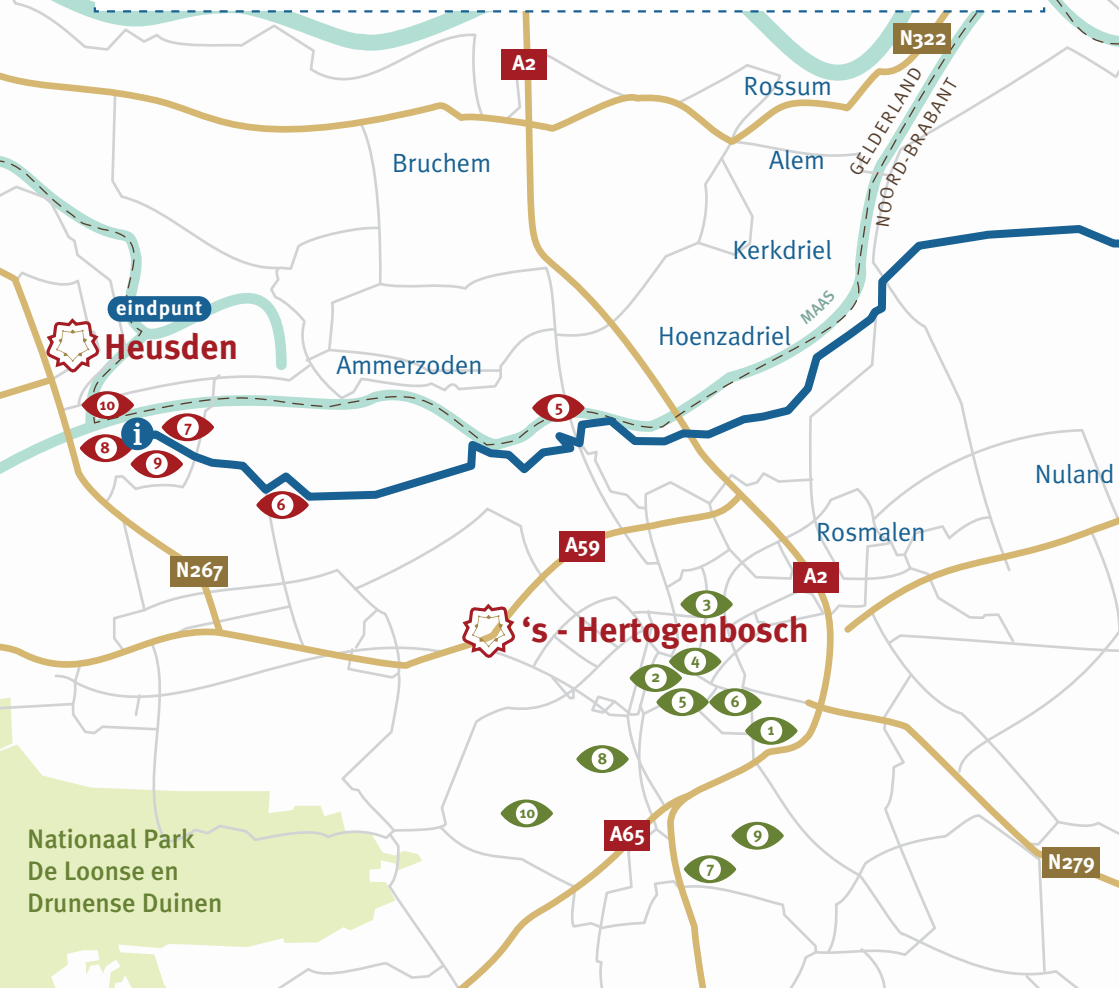 N322
A2
Rossum
GELDERLAND
NOORD-BRABANT
Bruchem
Alem
Kerkdriel
eindpunt
MAAS
Heusden
Hoenzadriel
Ammerzoden
10
5
7
i
8
9
Nuland
6
Rosmalen
A59
N267
A2
3
‘s - Hertogenbosch
4
2
5
6
1
8
10
A65
9
Nationaal Park
De Loonse en
Drunense Duinen
7
N279